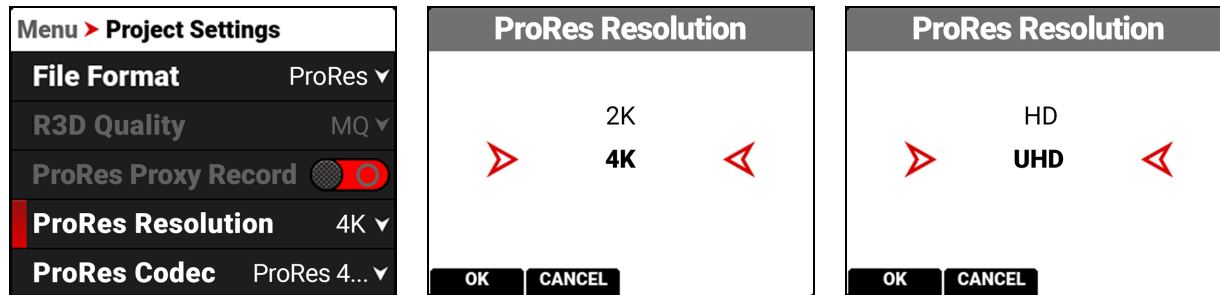 Menu > Project Settings
File Format ProRes
R3D Quality MQ
ProRes Proxy Record
ProRes Resolution 4K
ProRes Codec ProRes 4...
ProRes Resolution
2K
4K
OK CANCEL
ProRes Resolution
HD
UHD
OK CANCEL